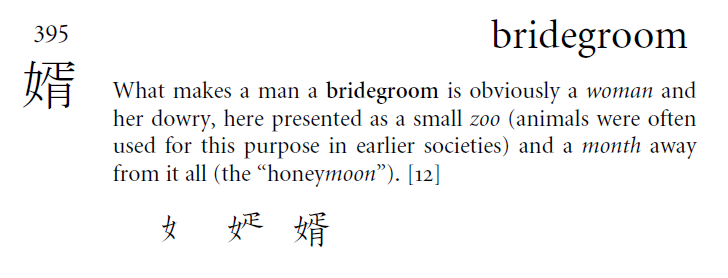 395
bridegroom
婿
What makes a man a bridegroom is obviously a woman and
her dowry, here presented as a small zoo (animals were often
used for this purpose in earlier societies) and a month away
from it all (the “honeymoon”). [12]
女 婿